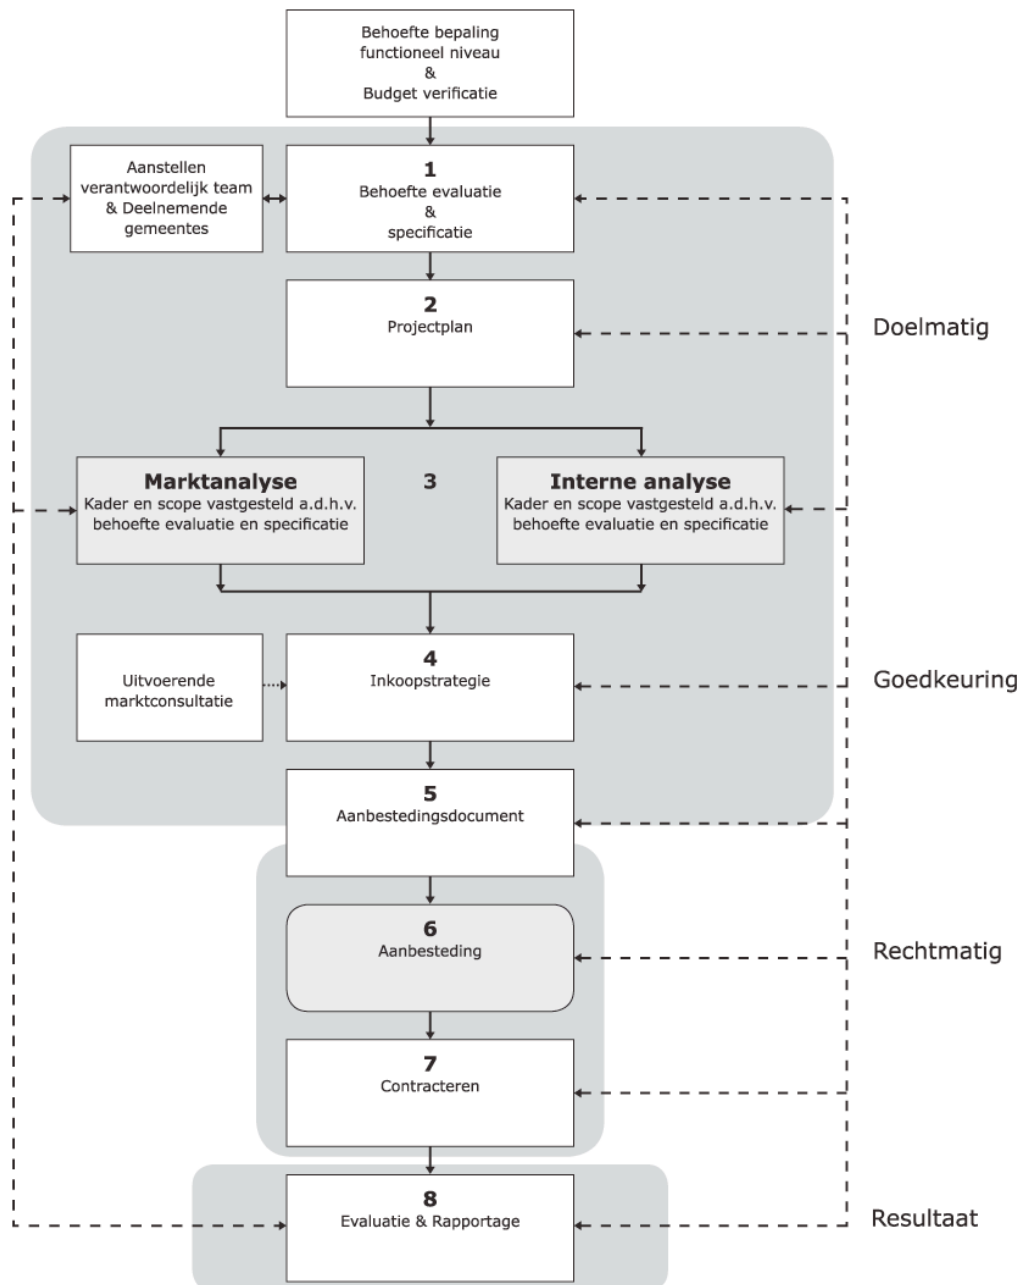 Behoefte bepaling
functioneel niveau
&
Budget verificatie
Aanstellen
verantwoordelijk team
& Deelnemende
gemeentes
1
Behoefte evaluatie
&
specificatie
2
Projectplan
Doelmatig
Marktanalyse
Kader en scope vastgesteld a.d.h.v.
behoefte evaluatie en specificatie
3
Interne analyse
Kader en scope vastgesteld a.d.h.v.
behoefte evaluatie en specificatie
Uitvoerende
marktconsultatie
4
Inkoopstrategie
Goedkeuring
5
Aanbestedingsdocument
6
Aanbesteding
Rechtmatig
7
Contracteren
8
Evaluatie & Rapportage
Resultaat